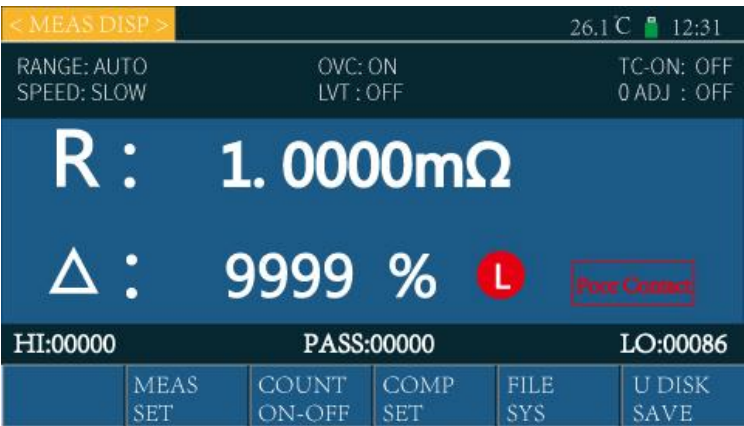 < MEAS DISP > 26.1℃ 12:31
RANGE: AUTO OVC: ON TC-ON: OFF
SPEED: SLOW LVT : OFF 0 ADJ : OFF
R : 1.0000mΩ
Δ : 9999 % L Poor Contact
HI:00000 PASS:00000 LO:00086
MEAS COUNT COMP FILE U DISK
SET ON-OFF SET SYS SAVE